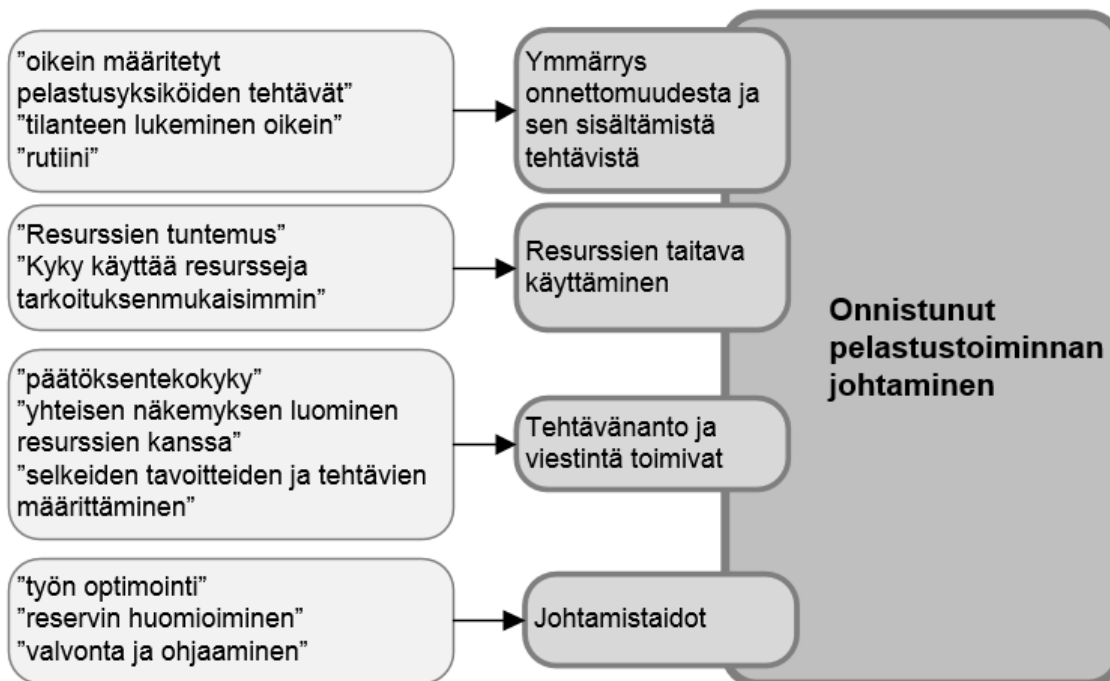 ”oikein määritetyt
pelastusyksiköiden tehtävät”
”tilanteen lukeminen oikein”
”rutiini”
Ymmärrys
onnettomuudesta ja
sen sisältämistä
tehtävistä
”Resurssien tuntemus”
”Kyky käyttää resursseja
tarkoituksenmukaisimmin”
Resurssien taitava
käyttäminen
”päätöksentekokyky”
”yhteisen näkemyksen luominen
resurssien kanssa”
”selkeiden tavoitteiden ja tehtävien
määrittäminen”
Tehtävänanto ja
viestintä toimivat
”työn optimointi”
”reservin huomioiminen”
”valvonta ja ohjaaminen”
Johtamistaidot
Onnistunut
pelastustoiminnan
johtaminen